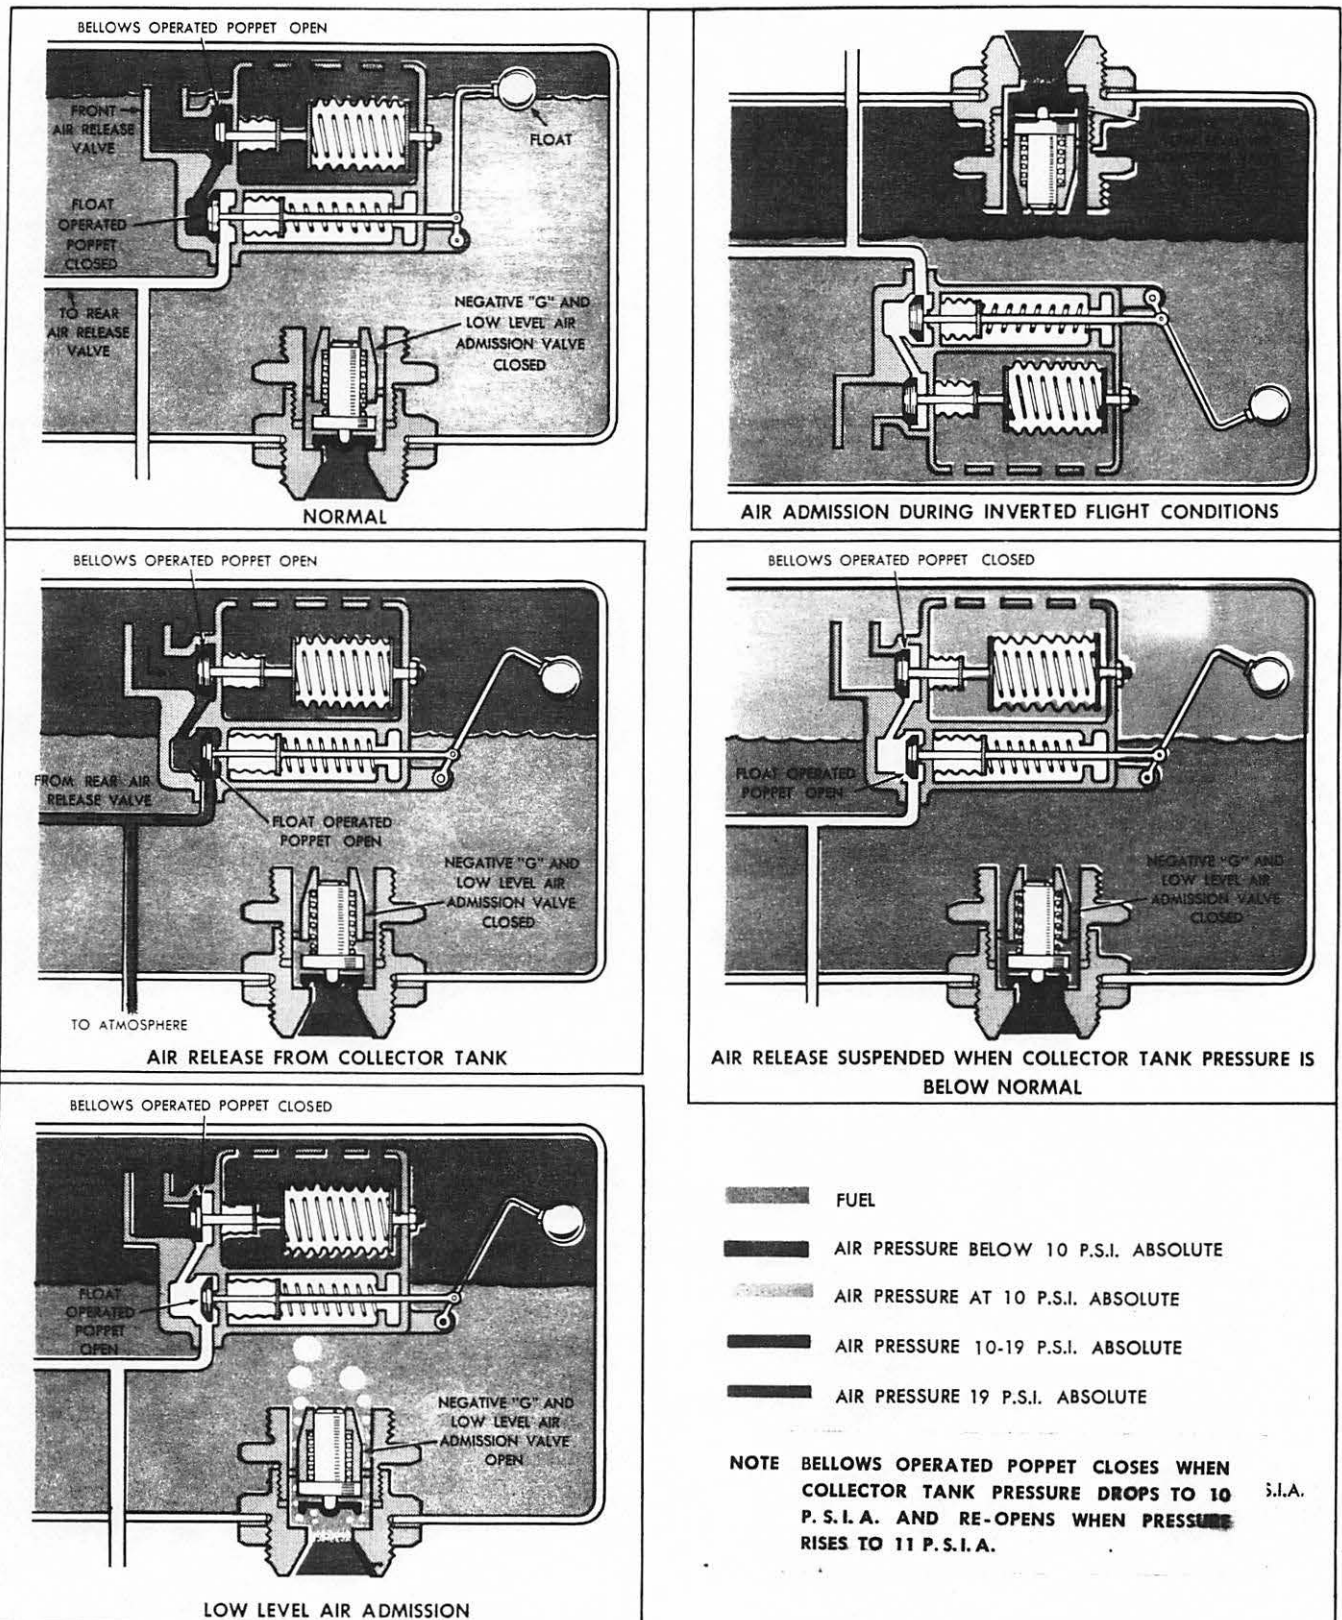 BELLOWS OPERATED POPPET OPEN
FRONT
AIR RELEASE
VALVE
FLOAT
FLOAT
OPERATED
POPPET
CLOSED
TO REAR
AIR RELEASE
VALVE
NEGATIVE "G" AND
LOW LEVEL AIR
ADMISSION VALVE
CLOSED
NORMAL
AIR ADMISSION DURING INVERTED FLIGHT CONDITIONS
BELLOWS OPERATED POPPET OPEN
FROM REAR AIR
RELEASE VALVE
FLOAT OPERATED
POPPET OPEN
NEGATIVE "G" AND
LOW LEVEL AIR
ADMISSION VALVE
CLOSED
TO ATMOSPHERE
AIR RELEASE FROM COLLECTOR TANK
BELLOWS OPERATED POPPET CLOSED
FLOAT OPERATED
POPPET OPEN
NEGATIVE "G" AND
LOW LEVEL AIR
ADMISSION VALVE
CLOSED
AIR RELEASE SUSPENDED WHEN COLLECTOR TANK PRESSURE IS
BELOW NORMAL
BELLOWS OPERATED POPPET CLOSED
FLOAT
OPERATED
POPPET
OPEN
NEGATIVE "G" AND
LOW LEVEL AIR
ADMISSION VALVE
OPEN
LOW LEVEL AIR ADMISSION
FUEL
AIR PRESSURE BELOW 10 P.S.I. ABSOLUTE
AIR PRESSURE AT 10 P.S.I. ABSOLUTE
AIR PRESSURE 10-19 P.S.I. ABSOLUTE
AIR PRESSURE 19 P.S.I. ABSOLUTE
NOTE BELLOWS OPERATED POPPET CLOSES WHEN
COLLECTOR TANK PRESSURE DROPS TO 10
P.S.I.A. AND RE-OPENS WHEN PRESSURE
RISES TO 11 P.S.I.A.
S.I.A.